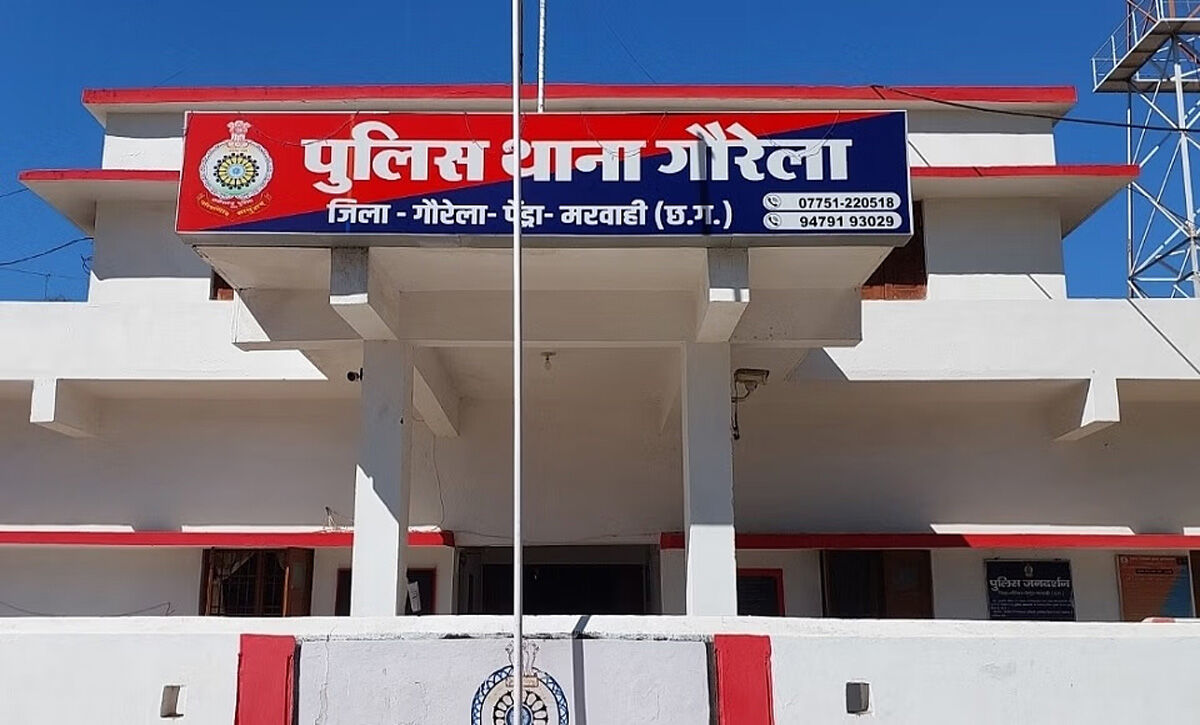 पुलिस थाना गौरेला
जिला - गौरेला- पेंड्रा- मरवाही (छ.ग.)
07751-220518
94791 93029
पुलिस जनदर्शन